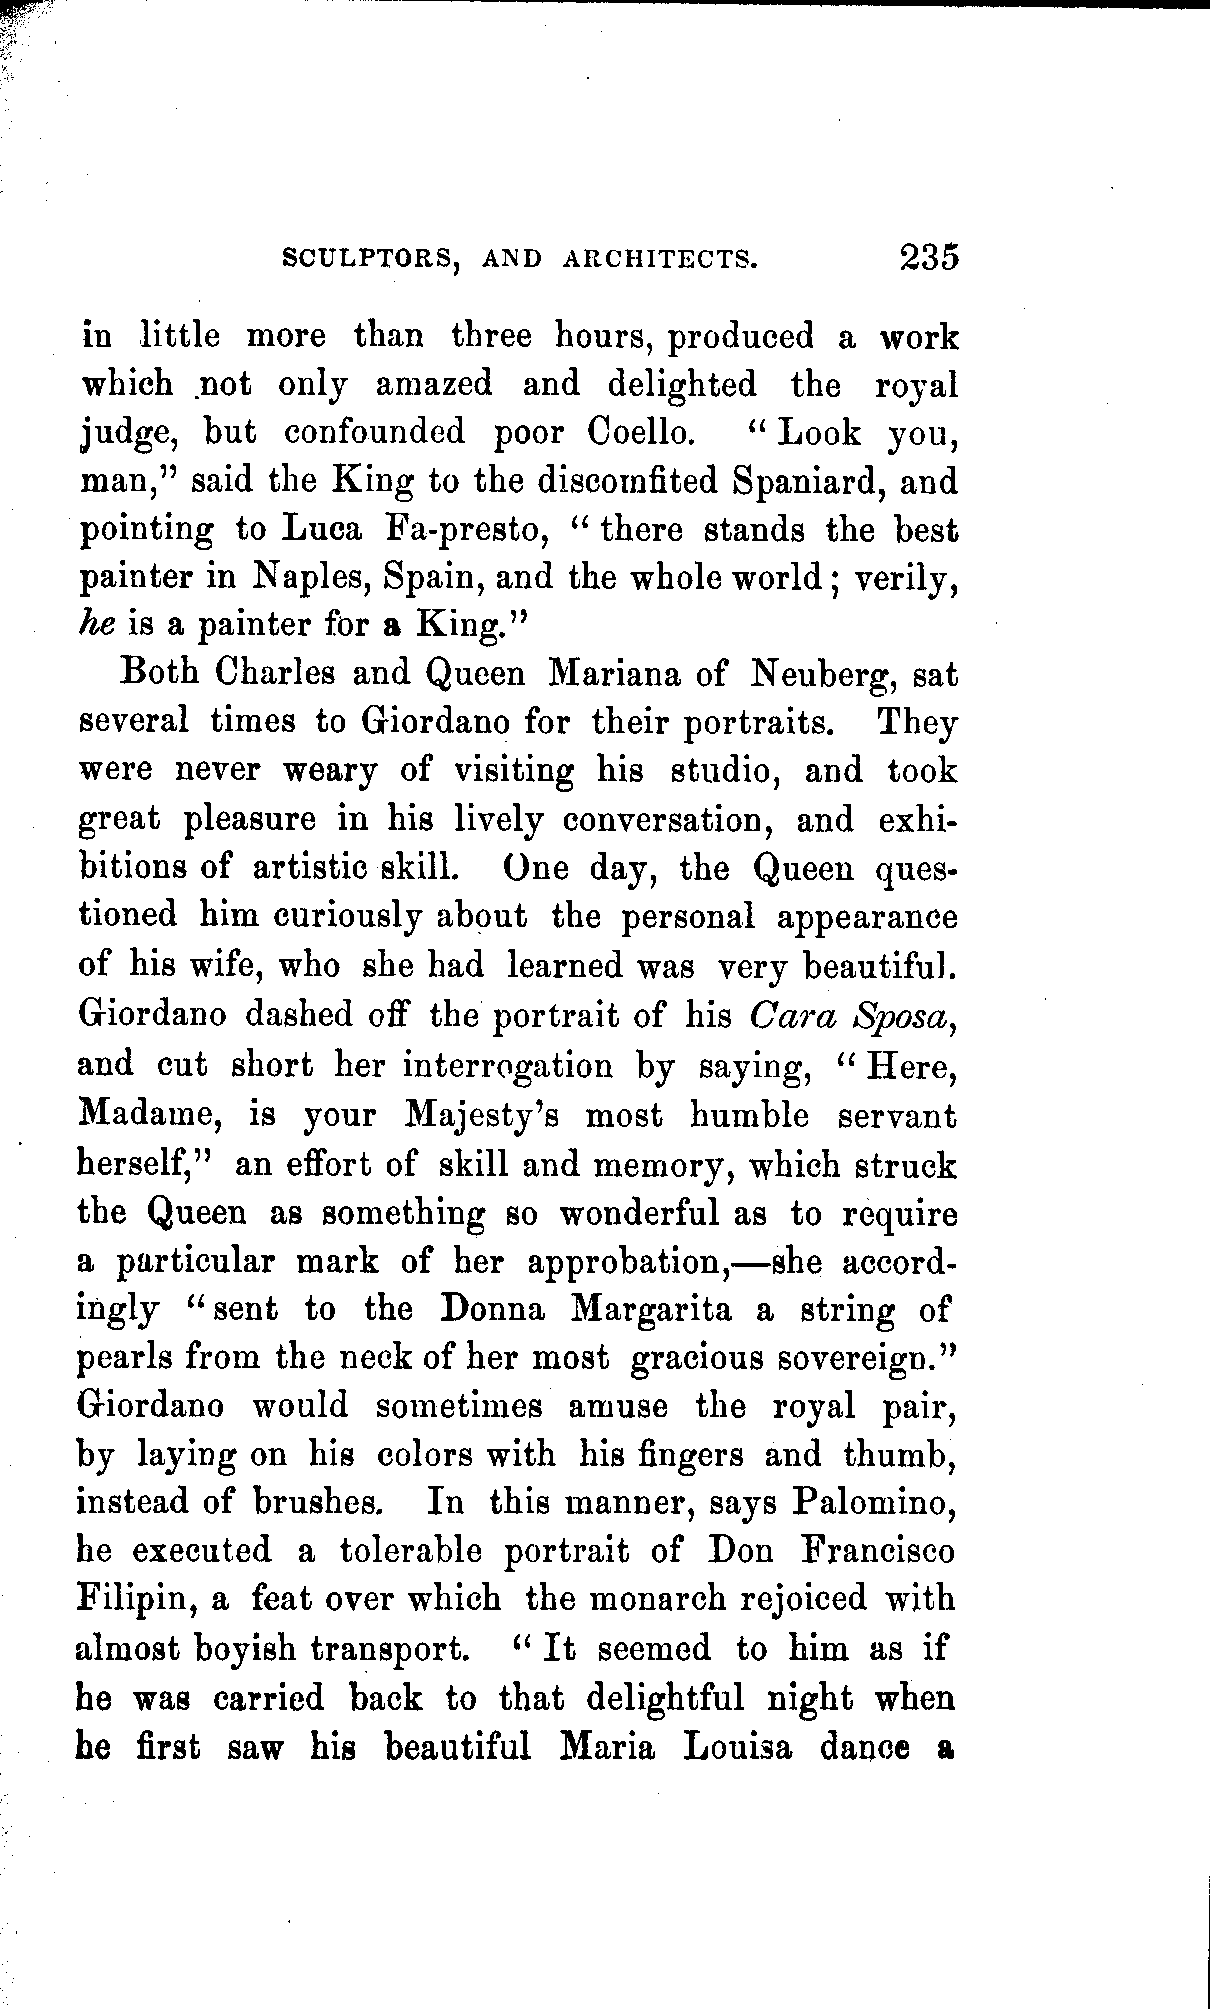 SCULPTORS, AND ARCHITECTS. 235
in little more than three hours, produced a work
which not only amazed and delighted the royal
judge, but confounded poor Coello. “ Look you,
man,” said the King to the discomfited Spaniard, and
pointing to Luca Fa-presto, “ there stands the best
painter in Naples, Spain, and the whole world ; verily,
he is a painter for a King.”
Both Charles and Queen Mariana of Neuberg, sat
several times to Giordano for their portraits. They
were never weary of visiting his studio, and took
great pleasure in his lively conversation, and exhi-
bitions of artistic skill. One day, the Queen ques-
tioned him curiously about the personal appearance
of his wife, who she had learned was very beautiful.
Giordano dashed off the portrait of his Cara Sposa,
and cut short her interrogation by saying, “ Here,
Madame, is your Majesty’s most humble servant
herself,” an effort of skill and memory, which struck
the Queen as something so wonderful as to require
a particular mark of her approbation,—she accord-
ingly “ sent to the Donna Margarita a string of
pearls from the neck of her most gracious sovereign.”
Giordano would sometimes amuse the royal pair,
by laying on his colors with his fingers and thumb,
instead of brushes. In this manner, says Palomino,
he executed a tolerable portrait of Don Francisco
Filipin, a feat over which the monarch rejoiced with
almost boyish transport. “ It seemed to him as if
he was carried back to that delightful night when
he first saw his beautiful Maria Louisa dance a